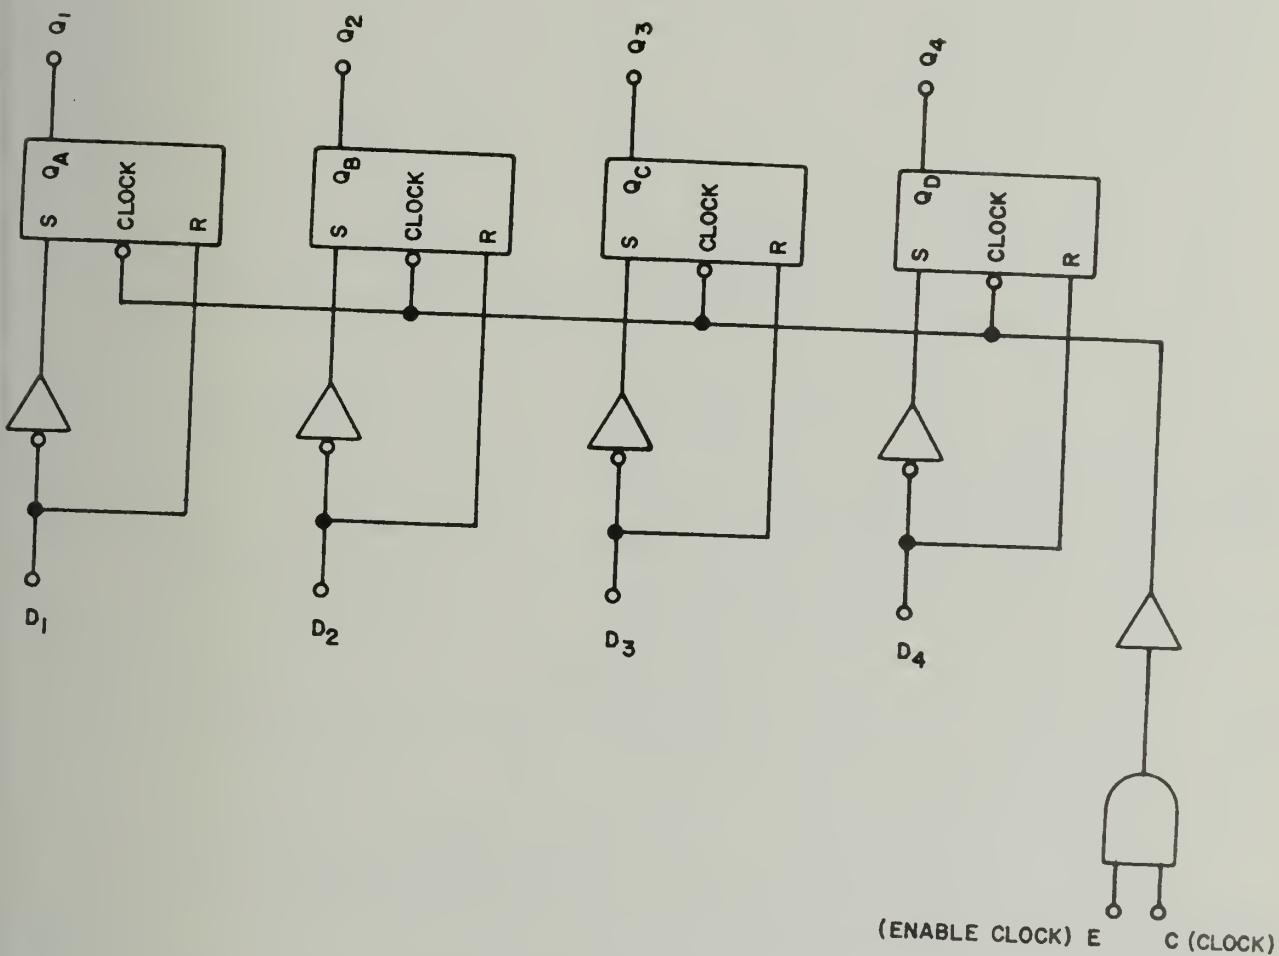 Q1
Q2
Q3
Q4
QA
CLOCK
S
R
QB
CLOCK
S
R
QC
CLOCK
S
R
QD
CLOCK
S
R
D1
D2
D3
D4
(ENABLE CLOCK) E
C (CLOCK)